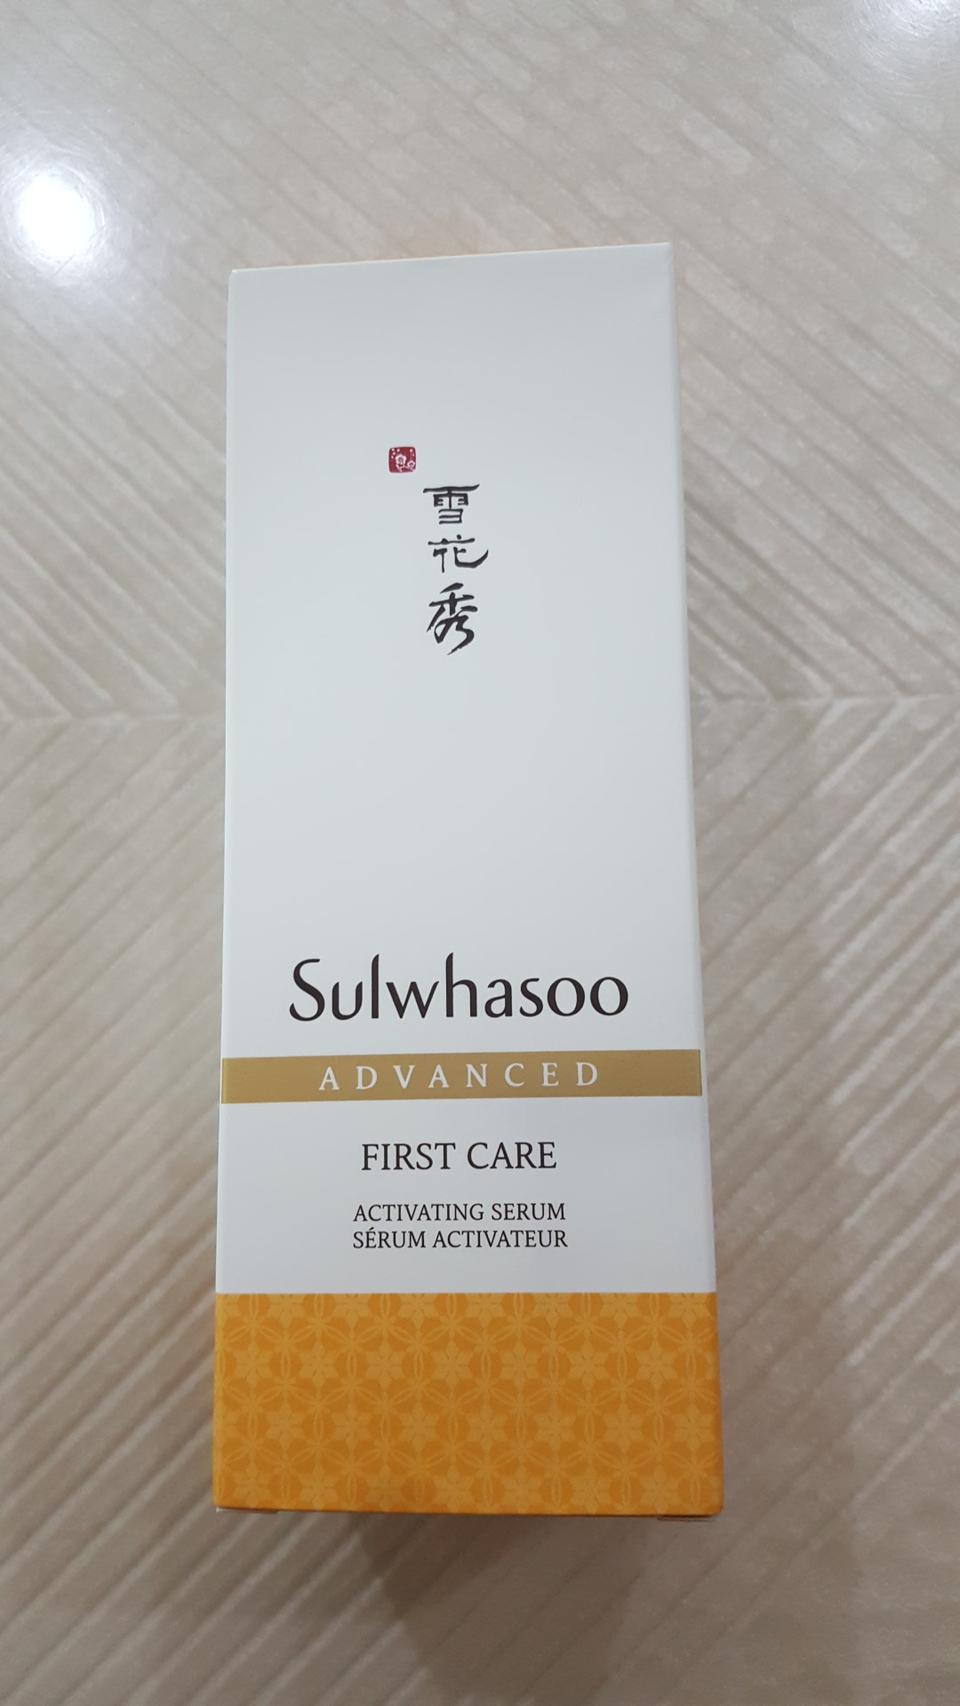 雪
花
秀
Sulwhasoo
ADVANCED
FIRST CARE
ACTIVATING SERUM
SÉRUM ACTIVATEUR